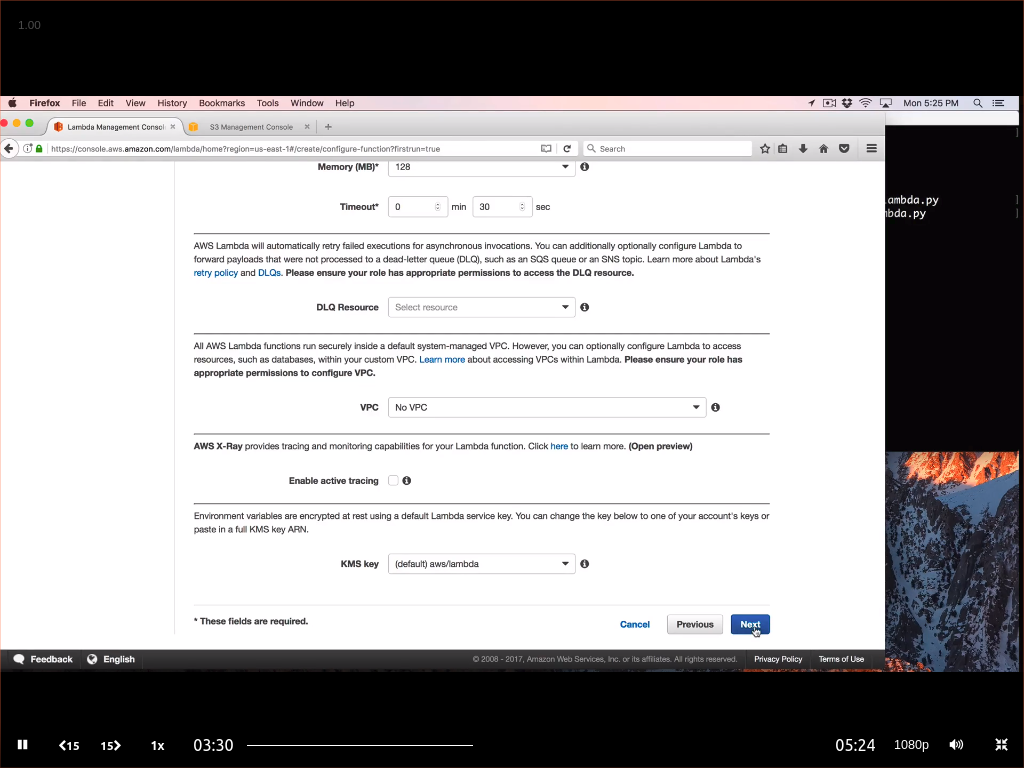 1.00
Firefox File Edit View History Bookmarks Tools Window Help Mon 5:25 PM
Lambda Management Consol S3 Management Console
https://console.aws.amazon.com/lambda/home?region=us-east-1#/create/configure-function?firstrun=true Search
Memory (MB)* 128
ambda.py
bda.py
Timeout* 0 min 30 sec
AWS Lambda will automatically retry failed executions for asynchronous invocations. You can additionally optionally configure Lambda to
forward payloads that were not processed to a dead-letter queue (DLQ), such as an SQS queue or an SNS topic. Learn more about Lambda's
retry policy and DLQs. Please ensure your role has appropriate permissions to access the DLQ resource.
DLQ Resource Select resource
All AWS Lambda functions run securely inside a default system-managed VPC. However, you can optionally configure Lambda to access
resources, such as databases, within your custom VPC. Learn more about accessing VPCs within Lambda. Please ensure your role has
appropriate permissions to configure VPC.
VPC No VPC
AWS X-Ray provides tracing and monitoring capabilities for your Lambda function. Click here to learn more. (Open preview)
Enable active tracing
Environment variables are encrypted at rest using a default Lambda service key. You can change the key below to one of your account's keys or
paste in a full KMS key ARN.
KMS key (default) aws/lambda
* These fields are required. Cancel Previous Next
Feedback English © 2008 - 2017, Amazon Web Services, Inc. or its affiliates. All rights reserved. Privacy Policy Terms of Use
15 15 1x 03:30 05:24 1080p